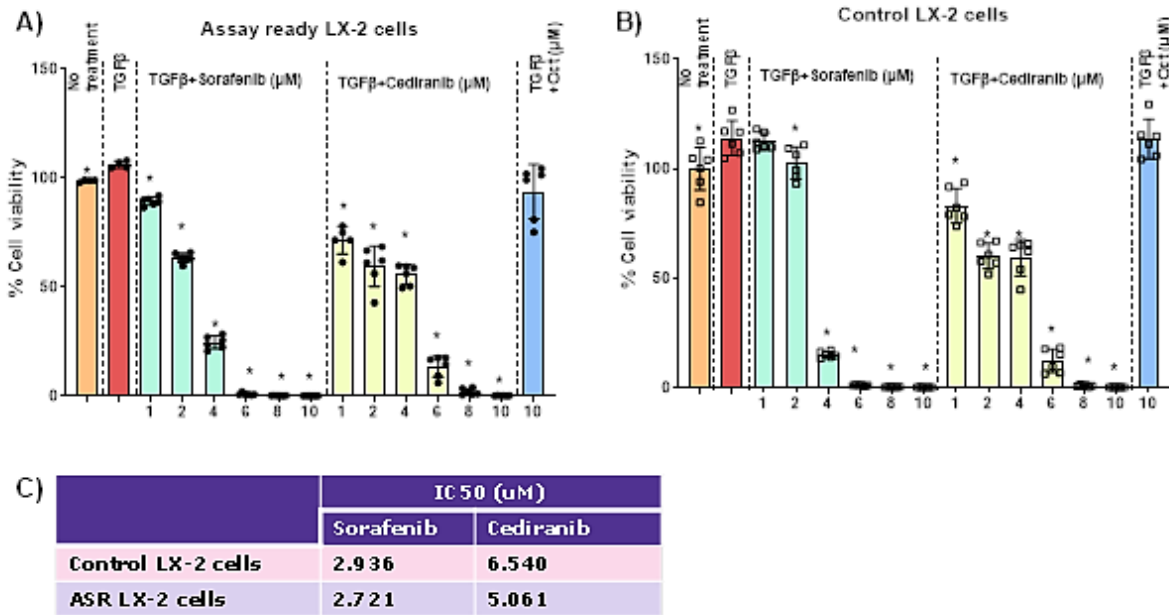 A)
Assay ready LX-2 cells
No treatment
TGFβ
TGFβ+Sorafenib (μM)
TGFβ+Cediranib (μM)
TGFβ +Oct (μM)
% Cell viability
150
100
50
0
* * * * * * * * * * * * *
1 2 4 6 8 10 1 2 4 6 8 10 10
B)
Control LX-2 cells
No treatment
TGFβ
TGFβ+Sorafenib (μM)
TGFβ+Cediranib (μM)
TGFβ +Oct (μM)
% Cell viability
150
100
50
0
* * * * * * * * * * * *
1 2 4 6 8 10 1 2 4 6 8 10 10
C)
IC50 (uM)
Sorafenib Cediranib
Control LX-2 cells 2.936 6.540
ASR LX-2 cells 2.721 5.061